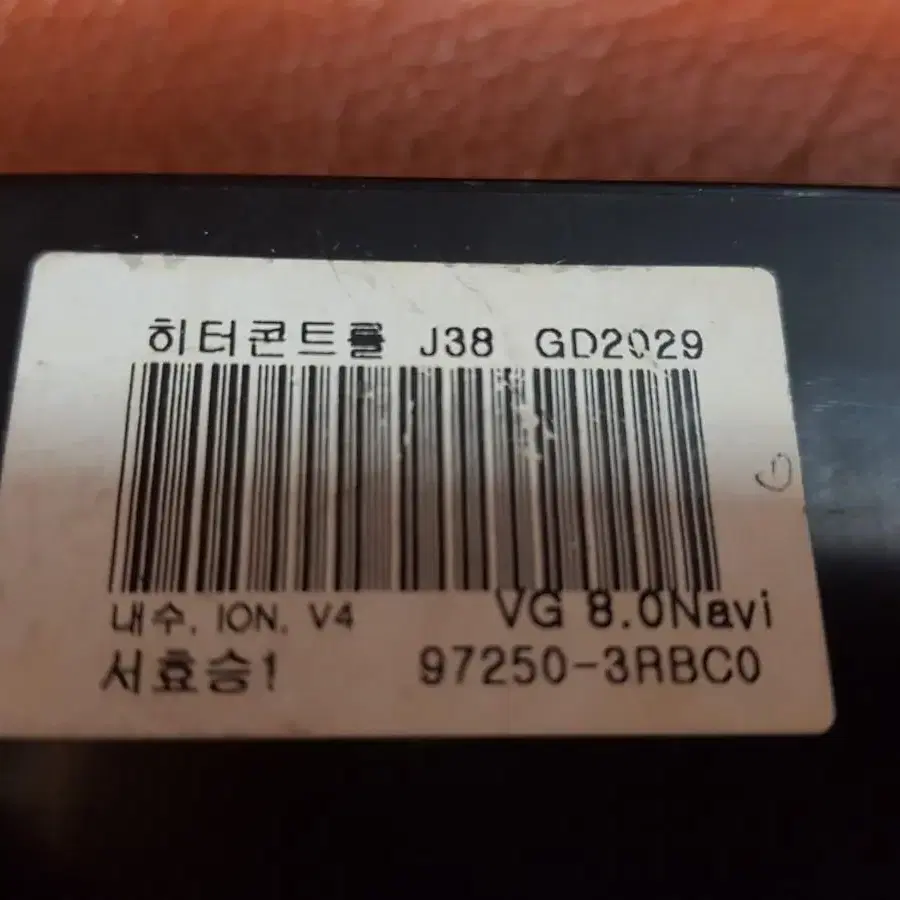 히터콘트롤 J38 GD2029
내수. ION. V4 VG 8.0Navi
서효승1 97250-3RBC0